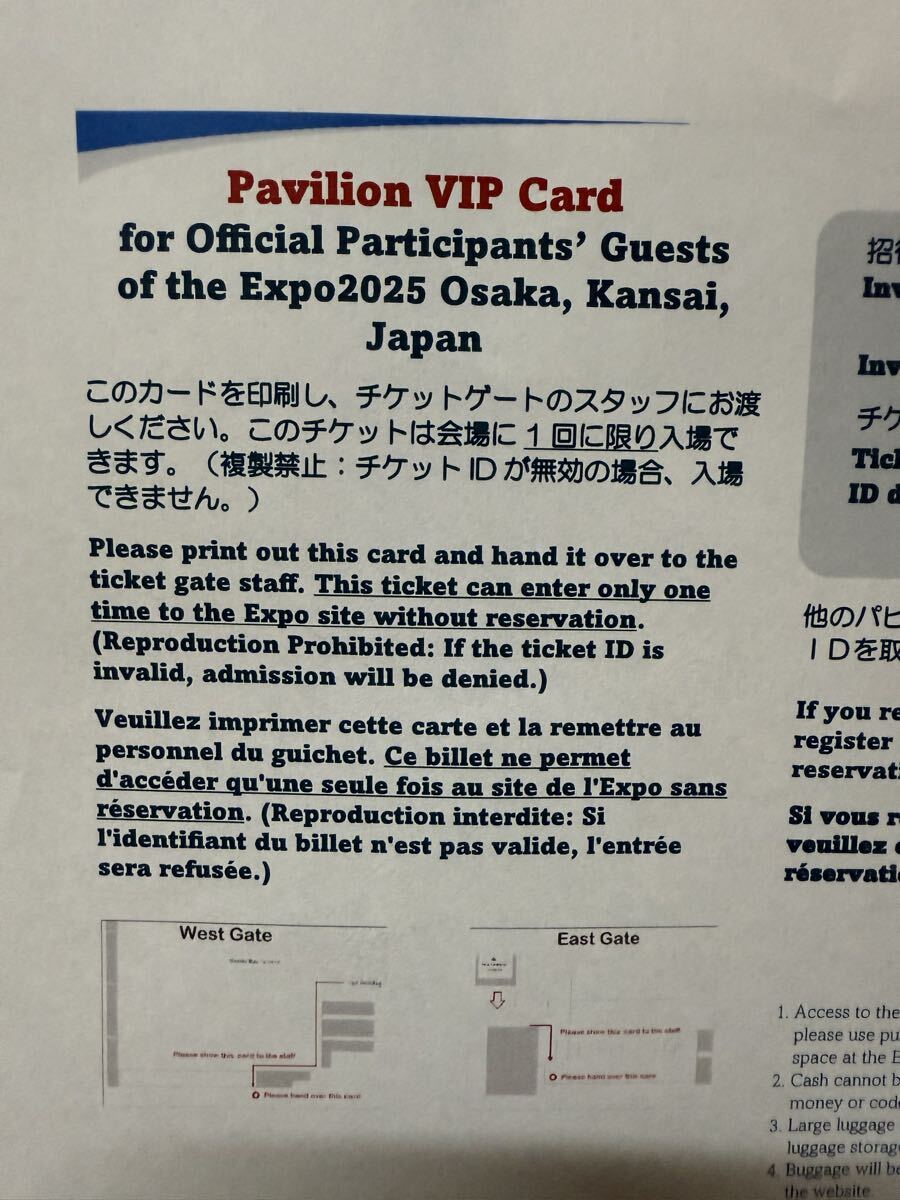 Pavilion VIP Card
for Official Participants’ Guests
of the Expo2025 Osaka, Kansai,
Japan
このカードを印刷し、チケットゲートのスタッフにお渡
しください。このチケットは会場に１回に限り入場で
きます。（複製禁止：チケット ID が無効の場合、入場
できません。）
Please print out this card and hand it over to the
ticket gate staff. This ticket can enter only one
time to the Expo site without reservation.
(Reproduction Prohibited: If the ticket ID is
invalid, admission will be denied.)
Veuillez imprimer cette carte et la remettre au
personnel du guichet. Ce billet ne permet
d'accéder qu'une seule fois au site de l'Expo sans
réservation. (Reproduction interdite: Si
l'identifiant du billet n'est pas valide, l'entrée
sera refusée.)
West Gate
Please show this card to the staff
Please hand over this card
East Gate
Please show this card to the staff
Please hand over this card
招
Inv
Inv
チケ
Tick
ID d
他のパビ
ＩＤを取
If you re
register
reservati
Si vous r
veuillez
réservati
1. Access to the
please use pu
space at the E
2. Cash cannot b
money or code
3. Large luggage
luggage storag
4. Buggage will be
the website.